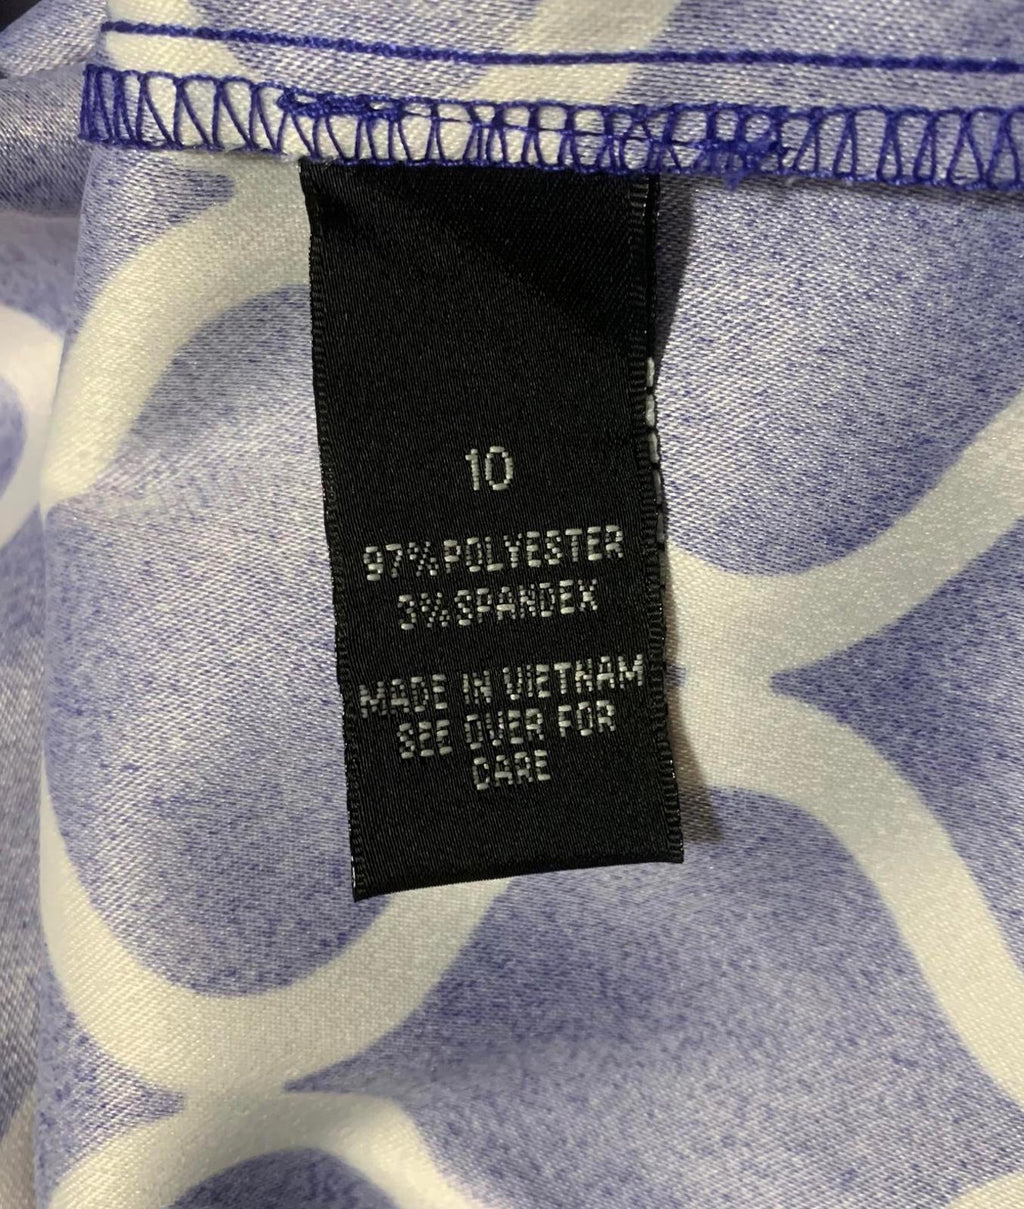 10
97% POLYESTER
3% SPANDEX
MADE IN VIETNAM
SEE OVER FOR
CARE